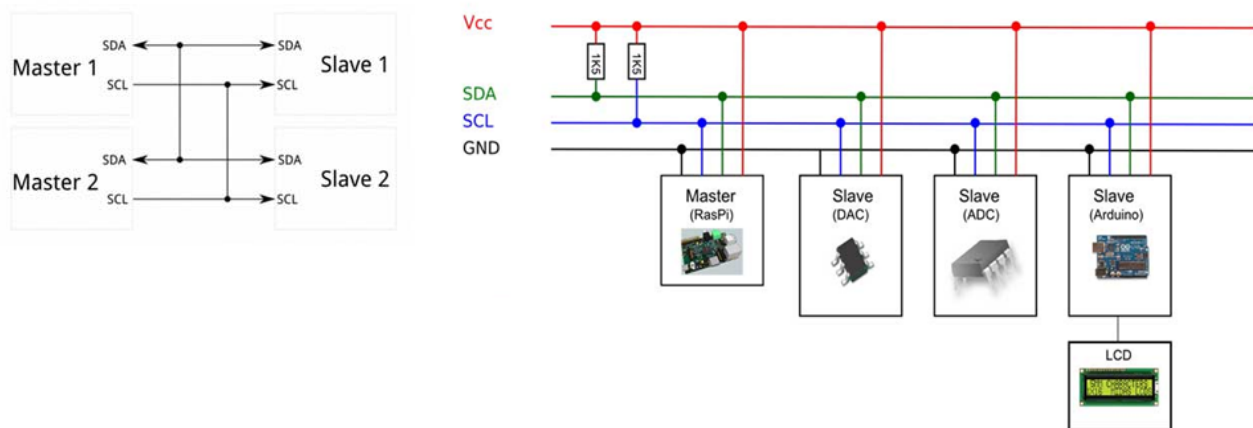 SDA
SDA
Master 1
Slave 1
SCL
SCL
SDA
SDA
Master 2
Slave 2
SCL
SCL
Vcc
1K5
1K5
SDA
SCL
GND
Master
(RasPi)
Slave
(DAC)
Slave
(ADC)
Slave
(Arduino)
LCD